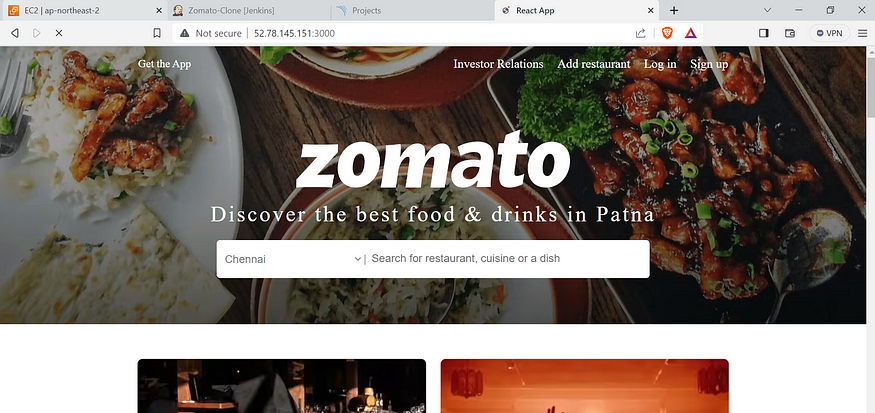 EC2 | ap-northeast-2
Zomato-Clone [Jenkins]
Projects
React App
Not secure
52.78.145.151:3000
VPN
Get the App
Investor Relations
Add restaurant
Log in
Sign up
zomato
Discover the best food & drinks in Patna
Chennai
| Search for restaurant, cuisine or a dish